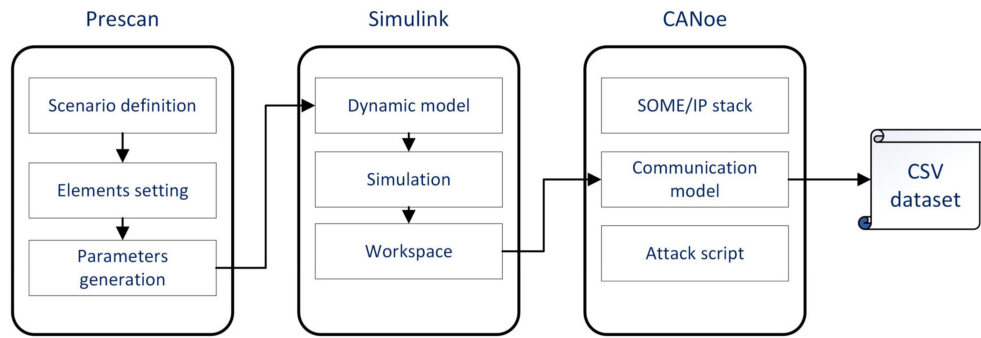 Prescan
Scenario definition
Elements setting
Parameters
generation
Simulink
Dynamic model
Simulation
Workspace
CANoe
SOME/IP stack
Communication
model
Attack script
CSV
dataset